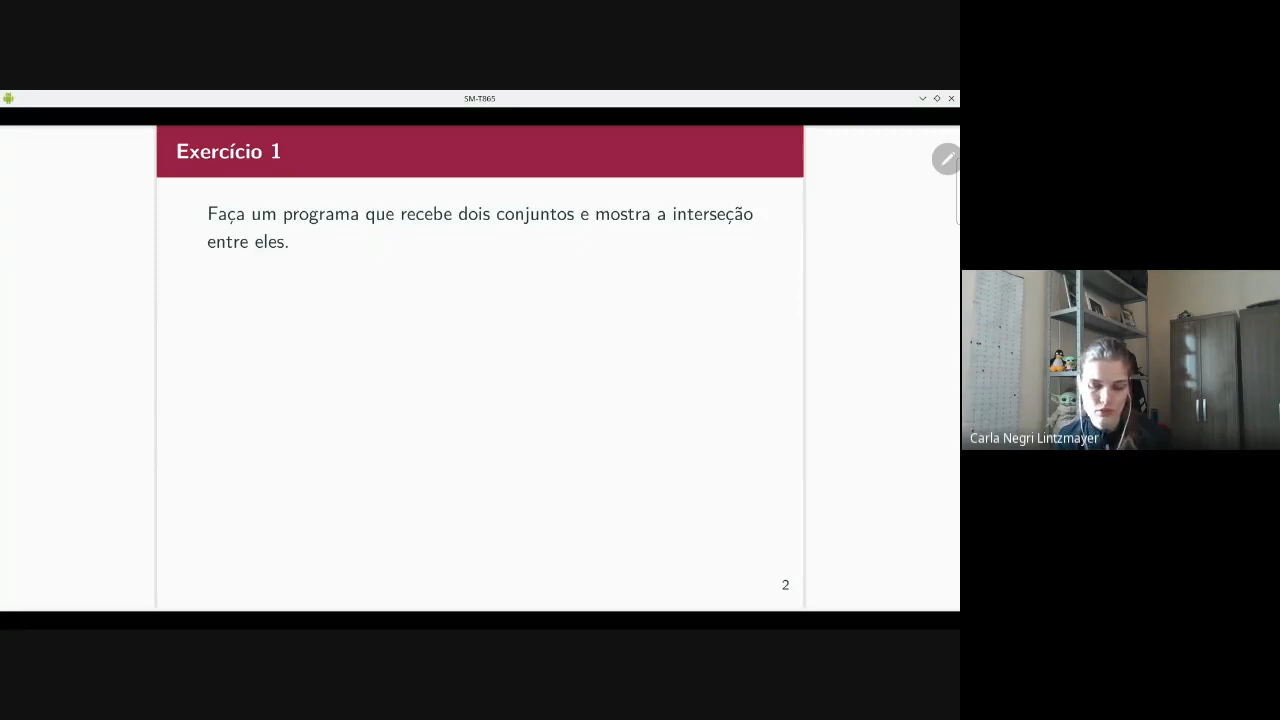 SM-T865
Exercício 1
Faça um programa que recebe dois conjuntos e mostra a interseção
entre eles.
2
Carla Negri Lintzmayer